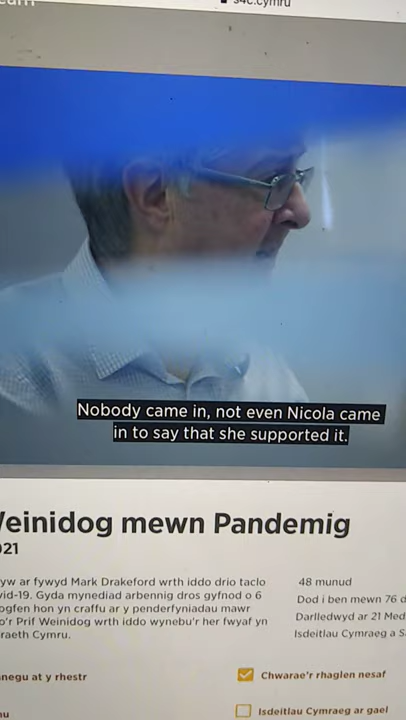 s4c.cymru
Nobody came in, not even Nicola came
in to say that she supported it.
Weinidog mewn Pandemig
21
yw ar fywyd Mark Drakeford wrth iddo drio taclo
vid-19. Gyda mynediad arbennig dros gyfnod o 6
ogfen hon yn craffu ar y penderfyniadau mawr
o'r Prif Weinidog wrth iddo wynebu'r her fwyaf yn
raeth Cymru.
48 munud
Dod i ben mewn 76 d
Darlledwyd ar 21 Med
Isdeitlau Cymraeg a S
negu at y rhestr
nu
Chwarae'r rhaglen nesaf
Isdeitlau Cymraeg ar gael